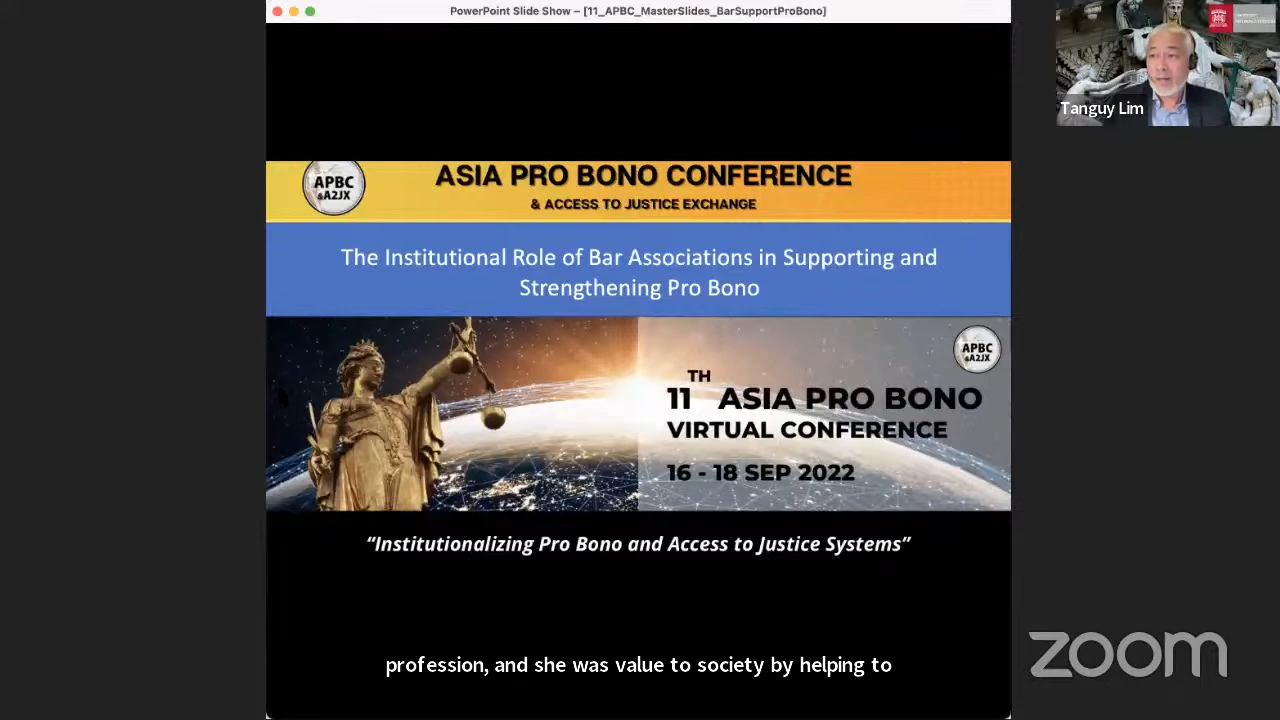 PowerPoint Slide Show – [11_APBC_MasterSlides_BarSupportProBono]
Tanguy Lim
APBC
&A2JX
ASIA PRO BONO CONFERENCE
& ACCESS TO JUSTICE EXCHANGE
The Institutional Role of Bar Associations in Supporting and
Strengthening Pro Bono
APBC
&A2JX
TH
11 ASIA PRO BONO
VIRTUAL CONFERENCE
16 - 18 SEP 2022
“Institutionalizing Pro Bono and Access to Justice Systems”
profession, and she was value to society by helping to
zoom